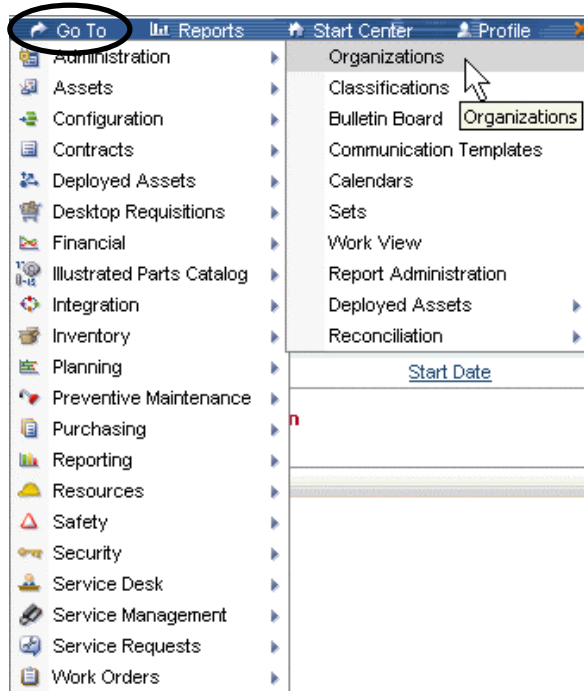 Go To Reports Start Center Profile
Administration
Assets
Configuration
Contracts
Deployed Assets
Desktop Requisitions
Financial
Illustrated Parts Catalog
Integration
Inventory
Planning
Preventive Maintenance
Purchasing
Reporting
Resources
Safety
Security
Service Desk
Service Management
Service Requests
Work Orders
Organizations
Classifications
Bulletin Board
Organizations
Communication Templates
Calendars
Sets
Work View
Report Administration
Deployed Assets
Reconciliation
Start Date
n